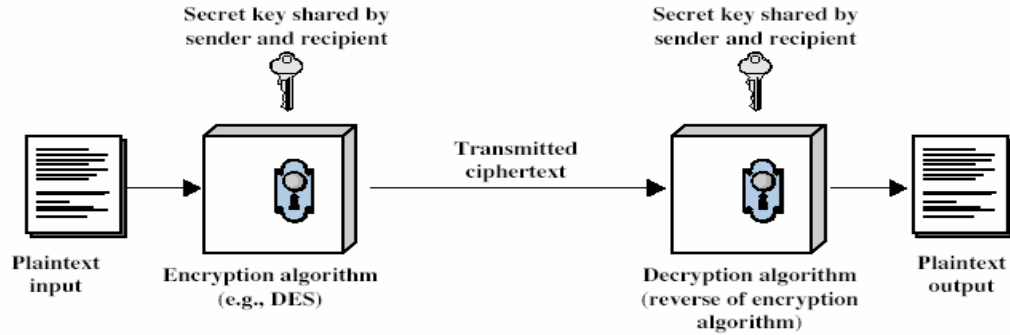 Secret key shared by
sender and recipient
Secret key shared by
sender and recipient
Transmitted
ciphertext
Plaintext
input
Encryption algorithm
(e.g., DES)
Decryption algorithm
(reverse of encryption
algorithm)
Plaintext
output